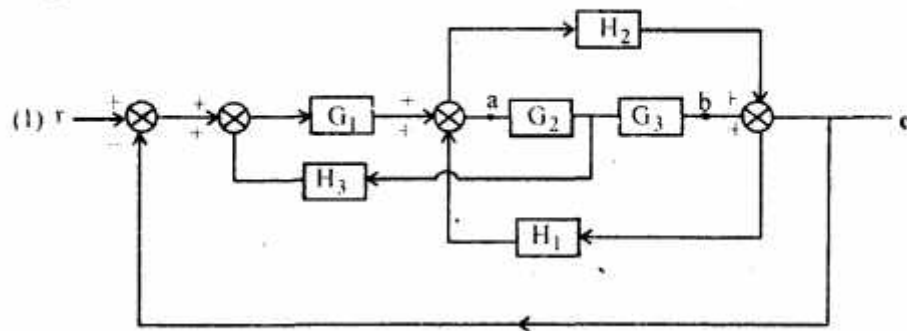 H₂
(1) r + − + + G₁ + + a G₂ G₃ b + + c
H₃
H₁